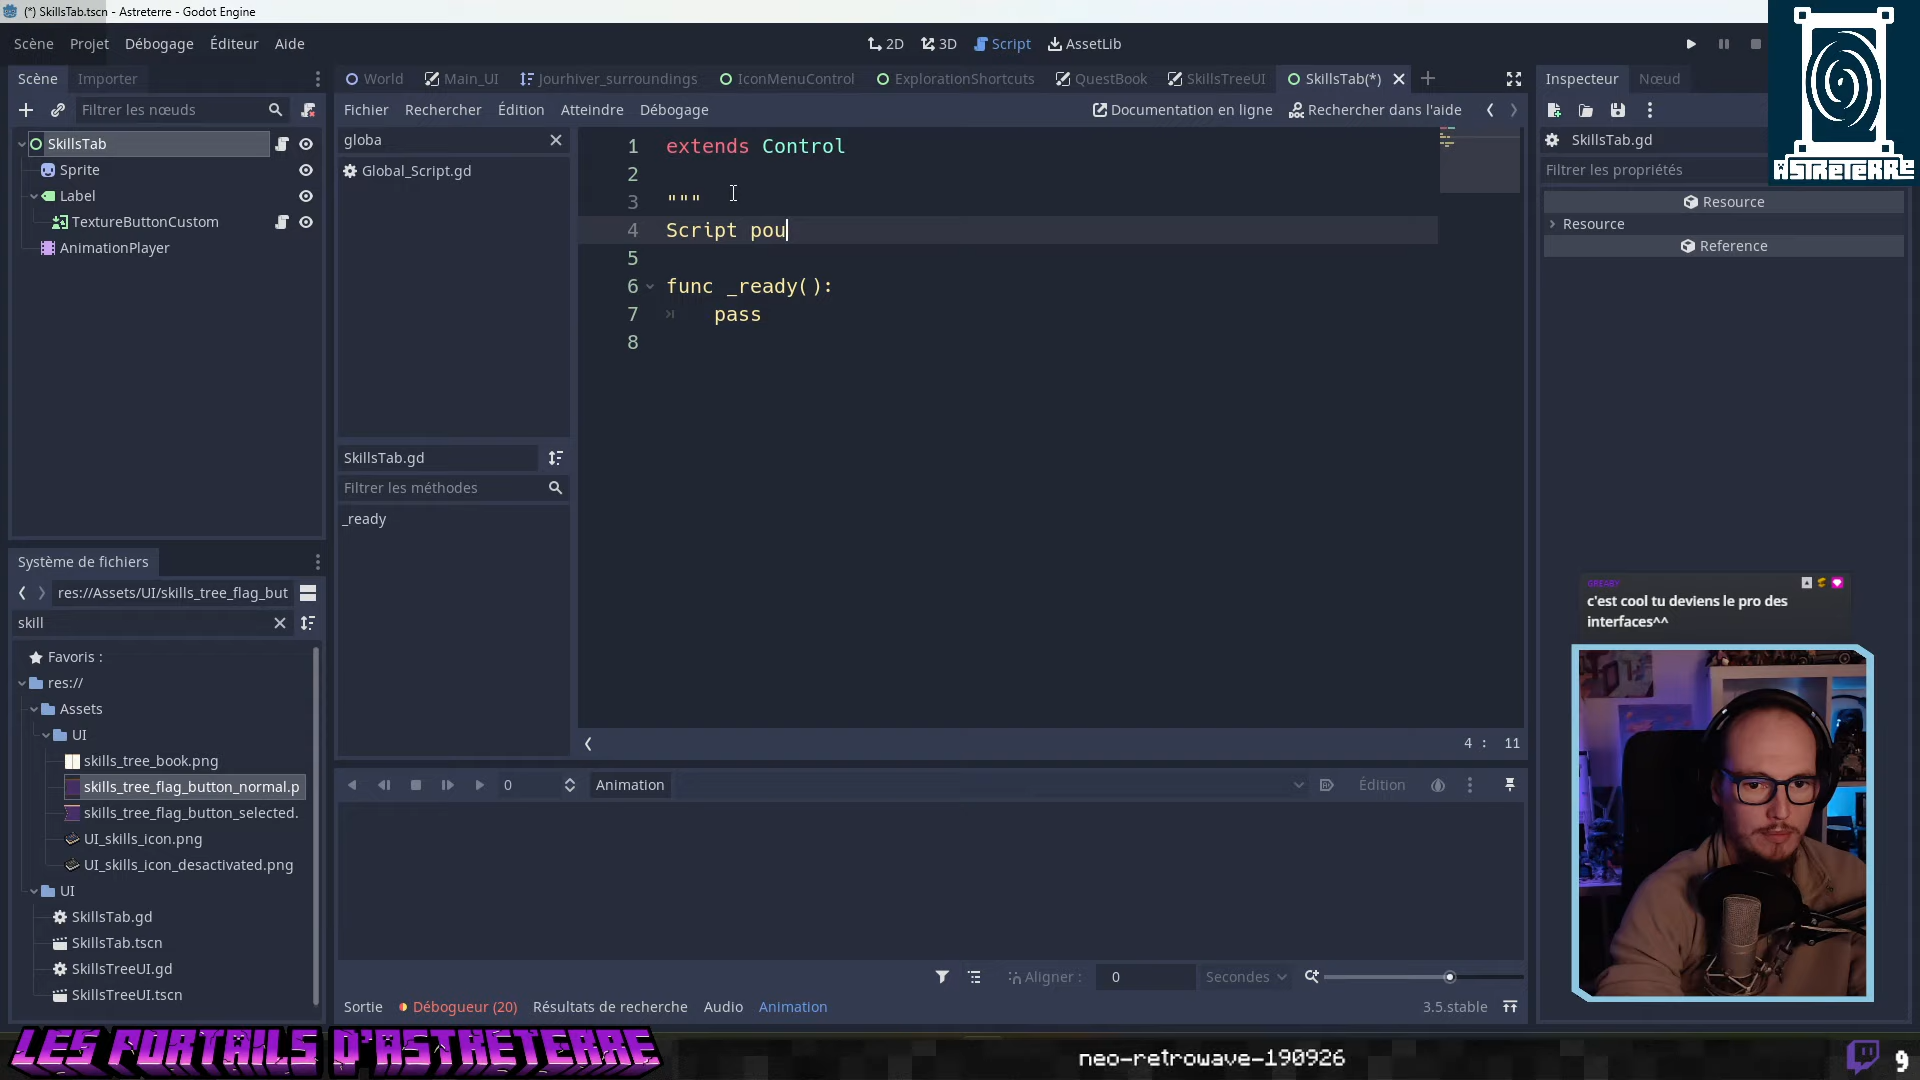 (*) SkillsTab.tscn - Astreterre - Godot Engine
Scène Projet Débogage Éditeur Aide
2D 3D Script AssetLib
ASTRETERRE
Scène Importer
World Main_UI Jourhiver_surroundings IconMenuControl ExplorationShortcuts QuestBook SkillsTreeUI SkillsTab(*)
Inspecteur Nœud
Filtrer les nœuds
Fichier Rechercher Édition Atteindre Débogage
Documentation en ligne Rechercher dans l'aide
SkillsTab
Sprite
Label
TextureButtonCustom
AnimationPlayer
globa
Global_Script.gd
SkillsTab.gd
Filtrer les méthodes
_ready
1 extends Control
2
3 """
4 Script pou
5
6 func _ready():
7 pass
8
4 : 11
SkillsTab.gd
Filtrer les propriétés
Resource
Resource
Reference
GREABY
c'est cool tu deviens le pro des
interfaces^^
Système de fichiers
res://Assets/UI/skills_tree_flag_but
skill
Favoris :
res://
Assets
UI
skills_tree_book.png
skills_tree_flag_button_normal.p
skills_tree_flag_button_selected.
UI_skills_icon.png
UI_skills_icon_desactivated.png
UI
SkillsTab.gd
SkillsTab.tscn
SkillsTreeUI.gd
SkillsTreeUI.tscn
0 Animation Édition
Aligner : 0 Secondes
Sortie Débogueur (20) Résultats de recherche Audio Animation
3.5.stable
LES PORTAILS D'ASTRETERRE
neo-retrowave-190926
9